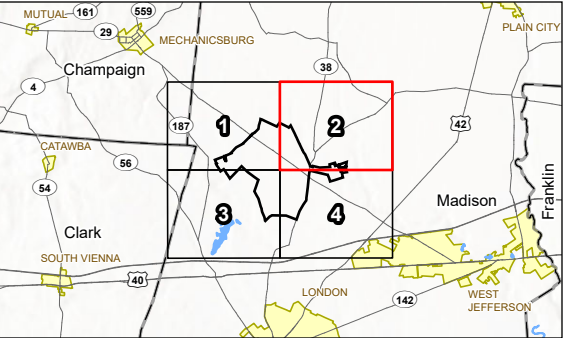 MUTUAL
161
559
29
MECHANICSBURG
PLAIN CITY
Champaign
38
4
187
1
2
42
CATAWBA
56
54
Madison
Franklin
3
4
Clark
SOUTH VIENNA
40
LONDON
142
WEST
JEFFERSON